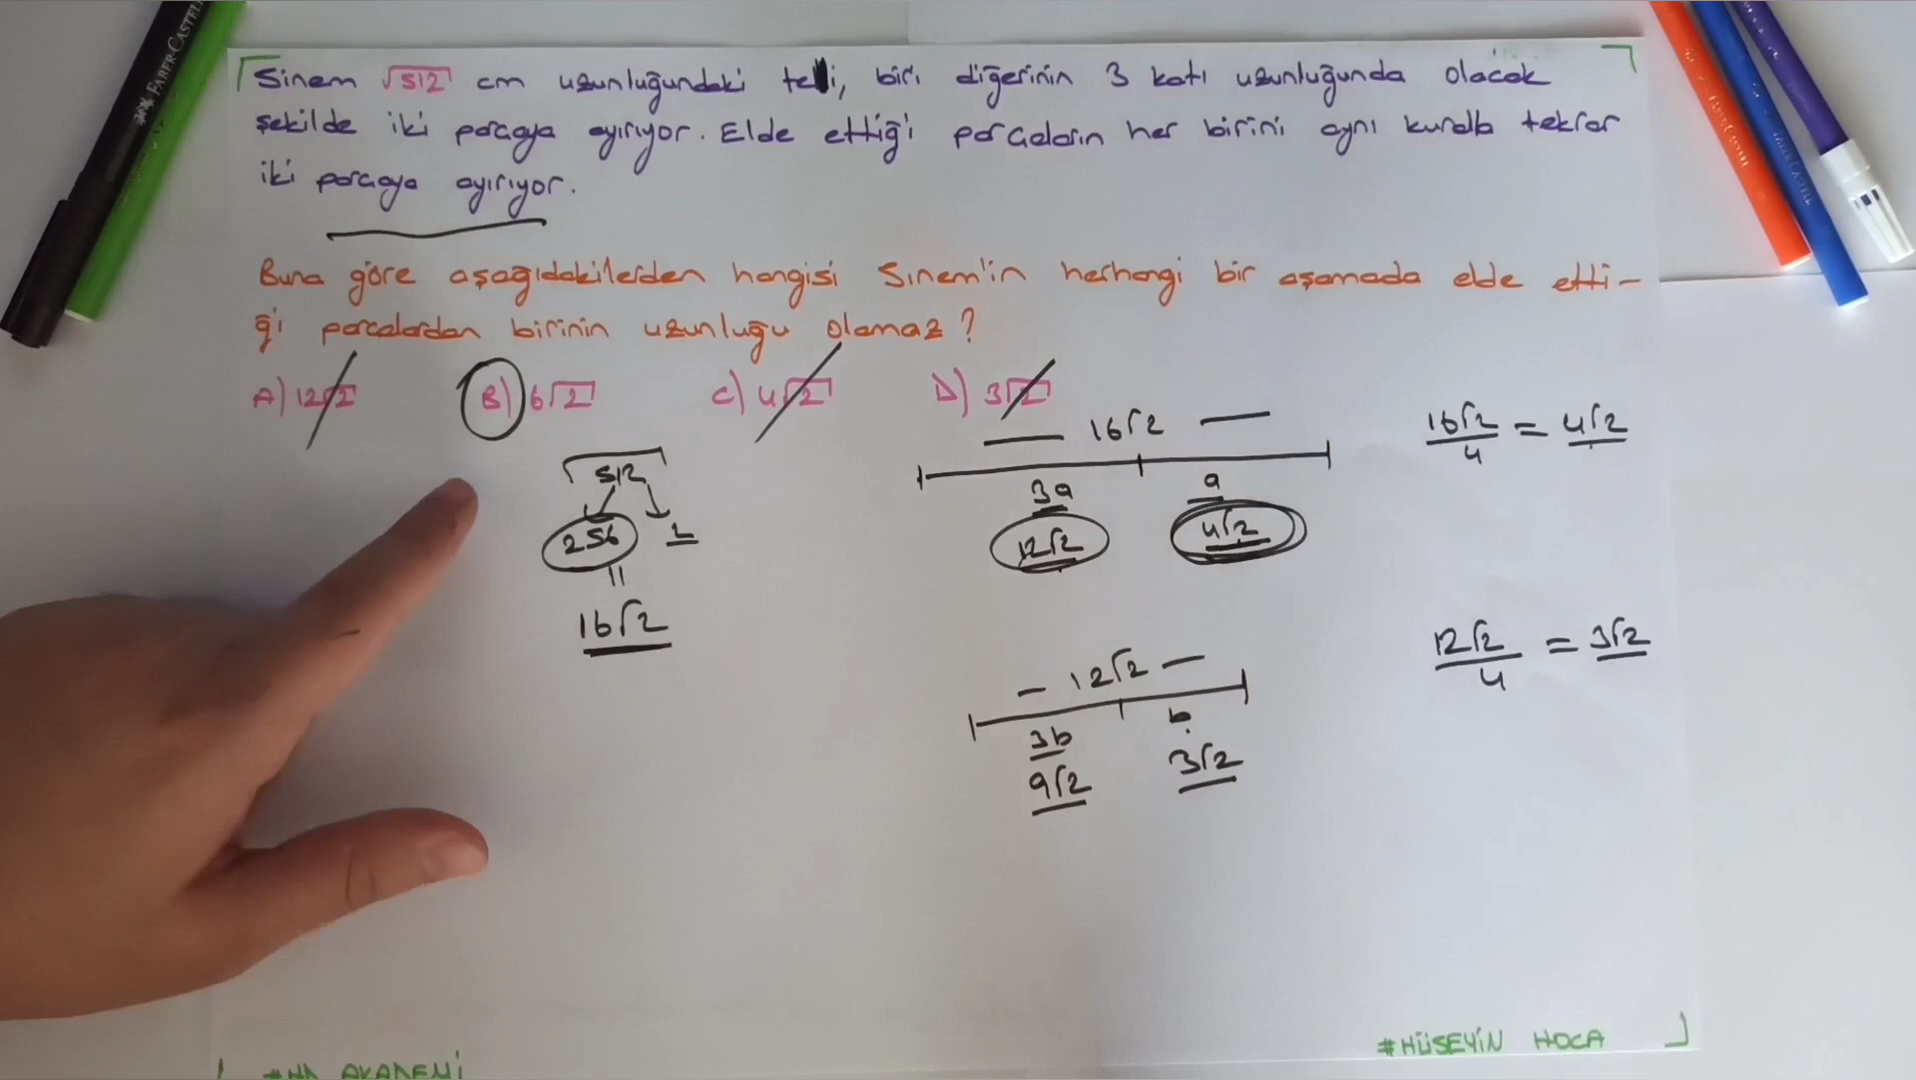 Sinem √512 cm uzunluğundaki teli, biri diğerinin 3 katı uzunluğunda olacak
şekilde iki parçaya ayırıyor. Elde ettiği parçaların her birini aynı kuralla tekrar
iki parçaya ayırıyor.
Buna göre aşağıdakilerden hangisi Sinem'in herhangi bir aşamada elde etti-
ği parçalardan birinin uzunluğu olamaz?
A) 12√2 B) 6√2 C) 4√2 D) 3√2
16√2
16√2/4 = 4√2
√512
3a a
256 2
12√2 4√2
16√2
12√2
12√2/4 = 3√2
3b b
9√2 3√2
#HÜSEYİN HOCA
AKADEMİ
FABER-CASTELL